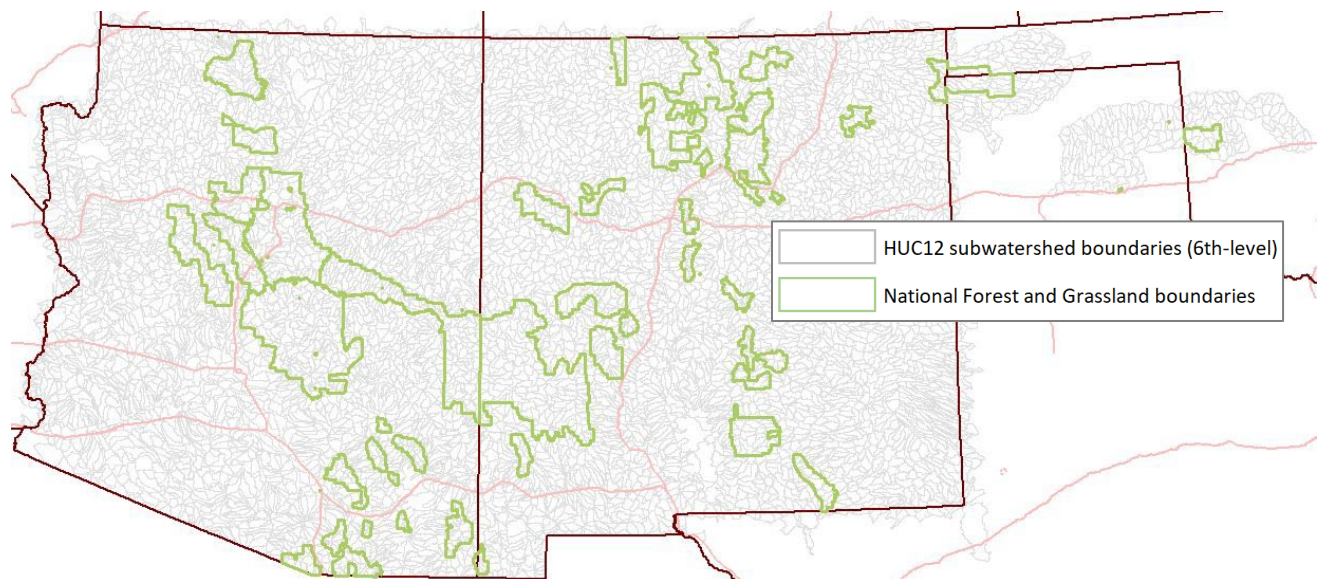 HUC12 subwatershed boundaries (6th-level)
National Forest and Grassland boundaries